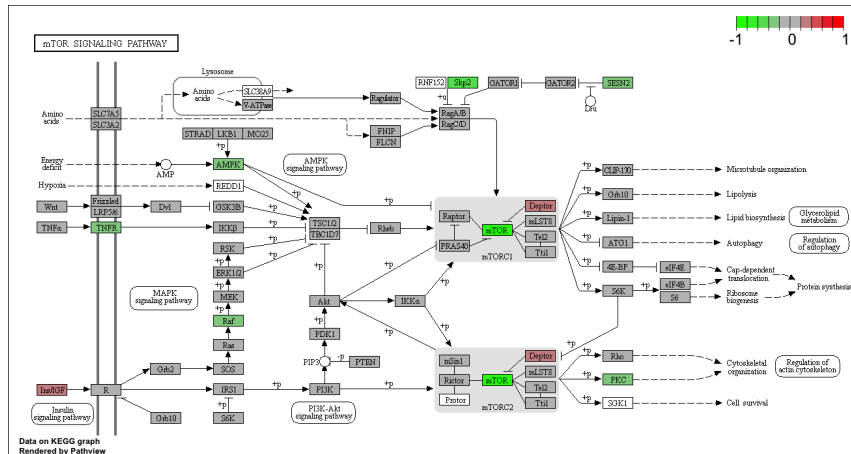 mTOR SIGNALING PATHWAY
-1 0 1
Lysosome
Amino
acids
SLC38A9
V-ATPase
Ragulator
RNF152
Skp2
GATOR1
GATOR2
SESN2
Leu
+u
Amino
acids
SLC7A5
SLC3A2
RagA/B
RagC/D
FNIP
FLCN
STRAD
LKB1
MO25
+p
Energy
deficit
AMP
AMPK
AMPK
signaling pathway
+p
+p
+p
Hypoxia
REDD1
Wnt
Frizzled
LRP5/6
Dvl
GSK3B
+p
TNFα
TNFR
IKKβ
+p
TSC1/2
TBC1D7
Rheb
+p
RSK
+p
ERK1/2
+p
MEK
+p
Raf
Ras
SOS
Grb2
MAPK
signaling pathway
Raptor
PRAS40
mTOR
Deptor
mLST8
Tel2
Tti1
mTORC1
+p
CLIP-170
Microtubule organization
+p
Grb10
Lipolysis
+p
Lipin-1
Lipid biosynthesis
Glycerolipid
metabolism
+p
ATG1
Autophagy
Regulation
of autophagy
+p
4E-BP
eIF4E
Cap-dependent
translocation
+p
S6K
+p
eIF4B
S6
Ribosome
biogenesis
Protein systhesis
+p
Akt
IKKα
+p
+p
+p
+p
PDK1
PIP3
-p
PTEN
Ins/IGF
R
IRS1
+p
PI3K
+p
Insulin
signaling pathway
Grb10
+p
S6K
PI3K-Akt
signaling pathway
mSin1
Rictor
Protor
mTOR
Deptor
mLST8
Tel2
Tti1
mTORC2
+p
Rho
+p
PKC
+p
SGK1
Cytoskeletal
organization
Regulation of
actin cytoskeleton
Cell survival
Data on KEGG graph
Rendered by Pathview